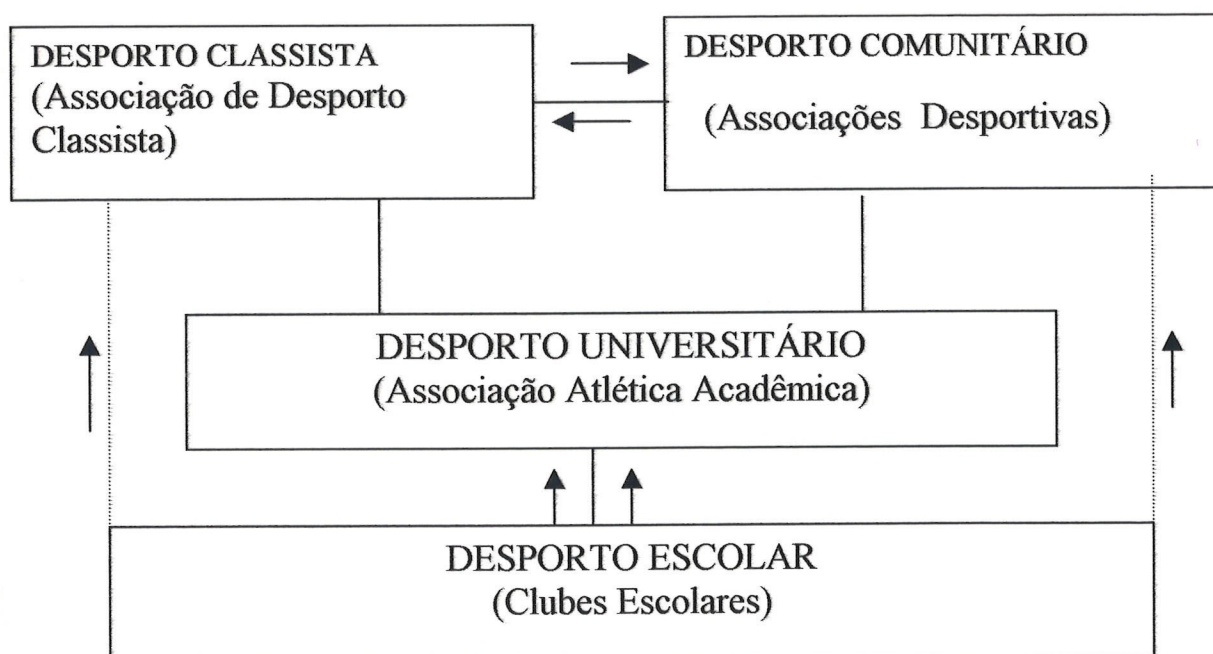 DESPORTO CLASSISTA
(Associação de Desporto
Classista)
DESPORTO COMUNITÁRIO
(Associações Desportivas)
DESPORTO UNIVERSITÁRIO
(Associação Atlética Acadêmica)
DESPORTO ESCOLAR
(Clubes Escolares)